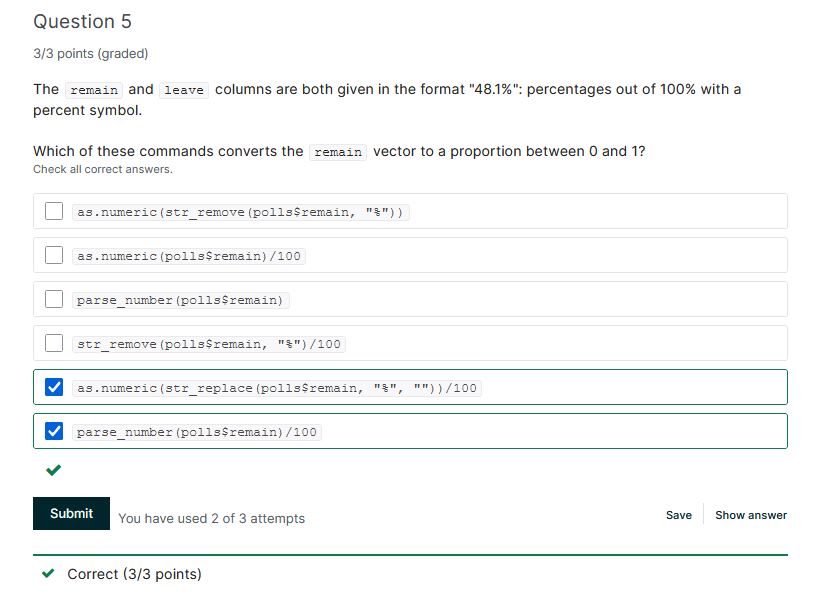 Question 5
3/3 points (graded)
The remain and leave columns are both given in the format "48.1%": percentages out of 100% with a
percent symbol.
Which of these commands converts the remain vector to a proportion between 0 and 1?
Check all correct answers.
as.numeric(str_remove(polls$remain, "%"))
as.numeric(polls$remain)/100
parse_number(polls$remain)
str_remove(polls$remain, "%")/100
as.numeric(str_replace(polls$remain, "%", ""))/100
parse_number(polls$remain)/100
Submit
You have used 2 of 3 attempts
Save
Show answer
Correct (3/3 points)